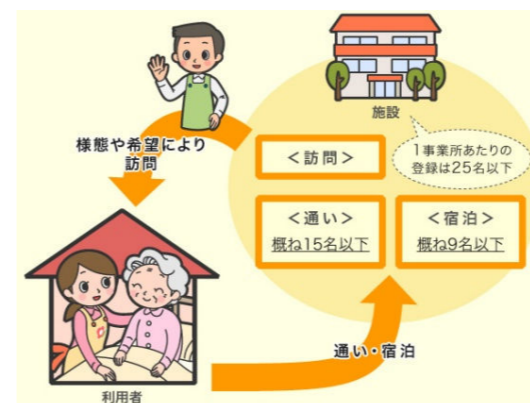 施設
1事業所あたりの
登録は25名以下
様態や希望により
訪問
＜訪問＞
＜通い＞
概ね15名以下
＜宿泊＞
概ね9名以下
通い・宿泊
利用者